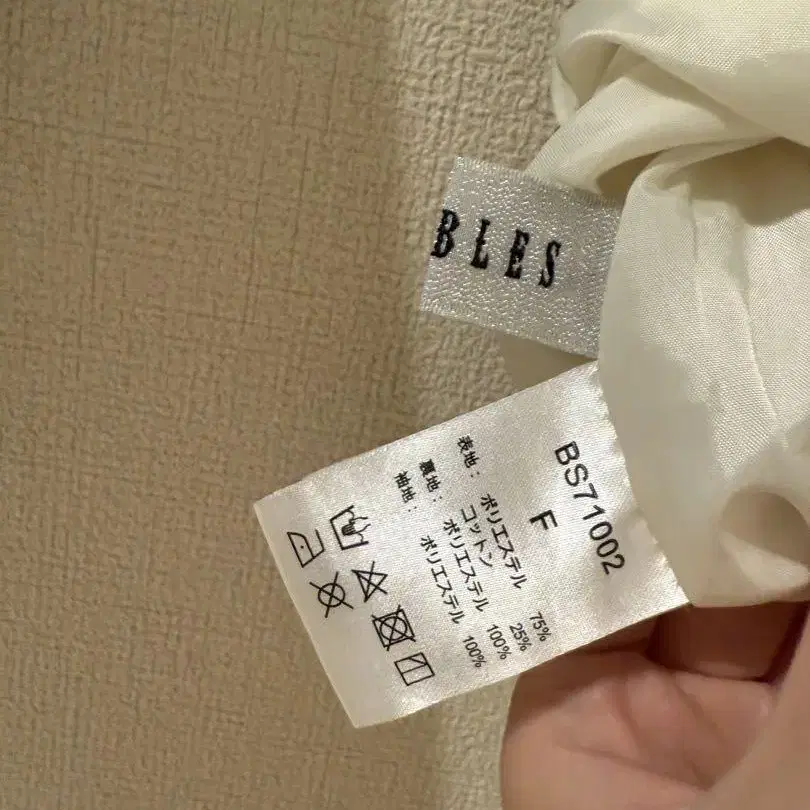 BLES
BS71002
F
表地： ポリエステル 75%
コットン 25%
裏地： ポリエステル 100%
袖地： ポリエステル 100%